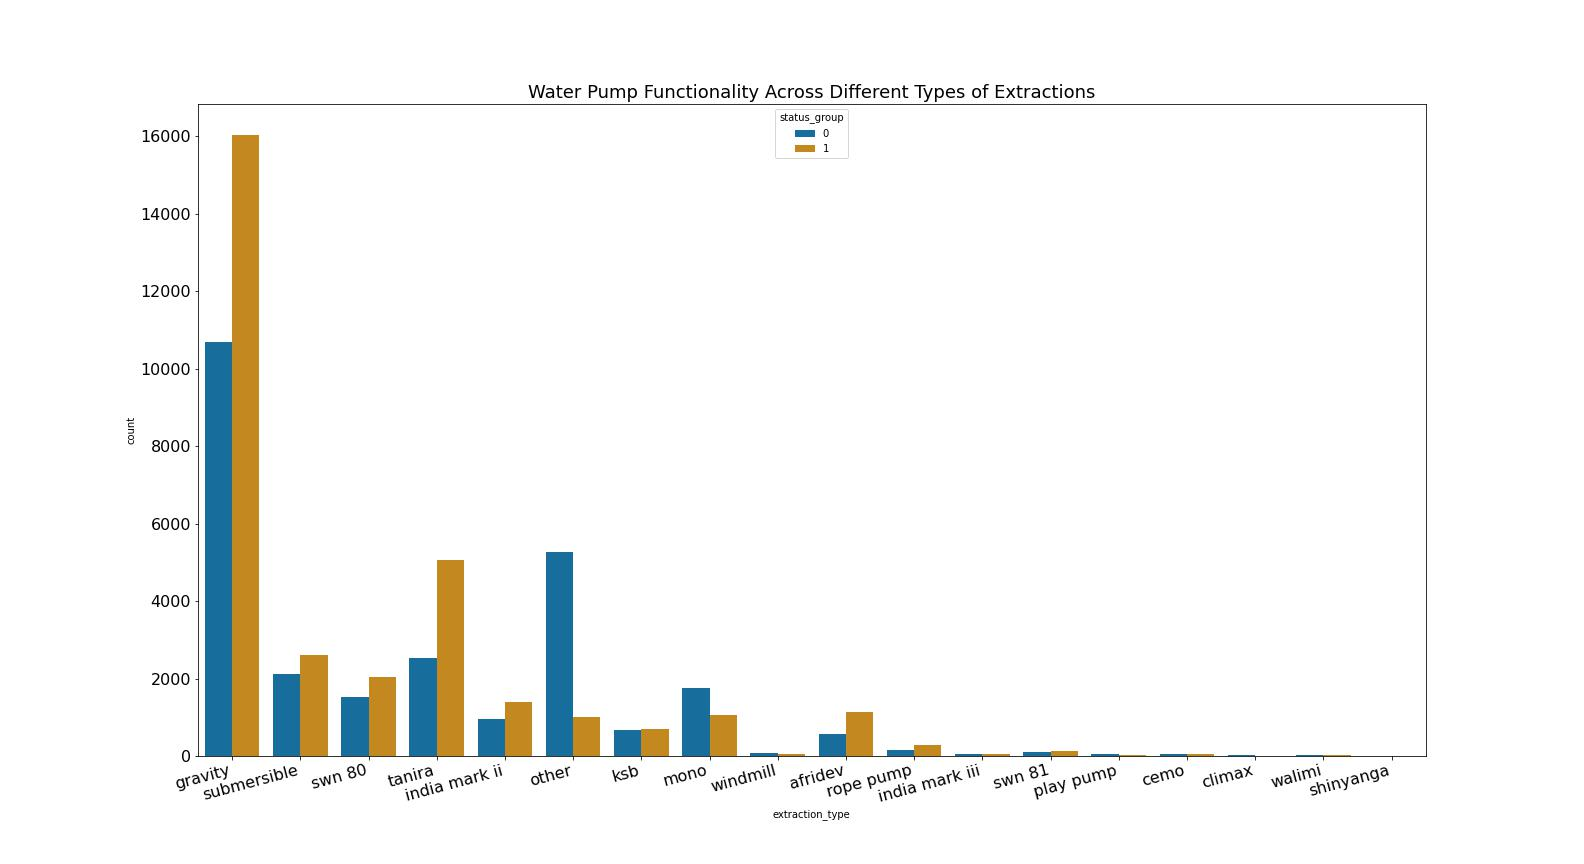 Water Pump Functionality Across Different Types of Extractions
status_group
0
1
16000
14000
12000
10000
8000
6000
4000
2000
0
count
gravity
submersible
swn 80
tanira
india mark ii
other
ksb
mono
windmill
afridev
rope pump
india mark iii
swn 81
play pump
cemo
climax
walimi
shinyanga
extraction_type